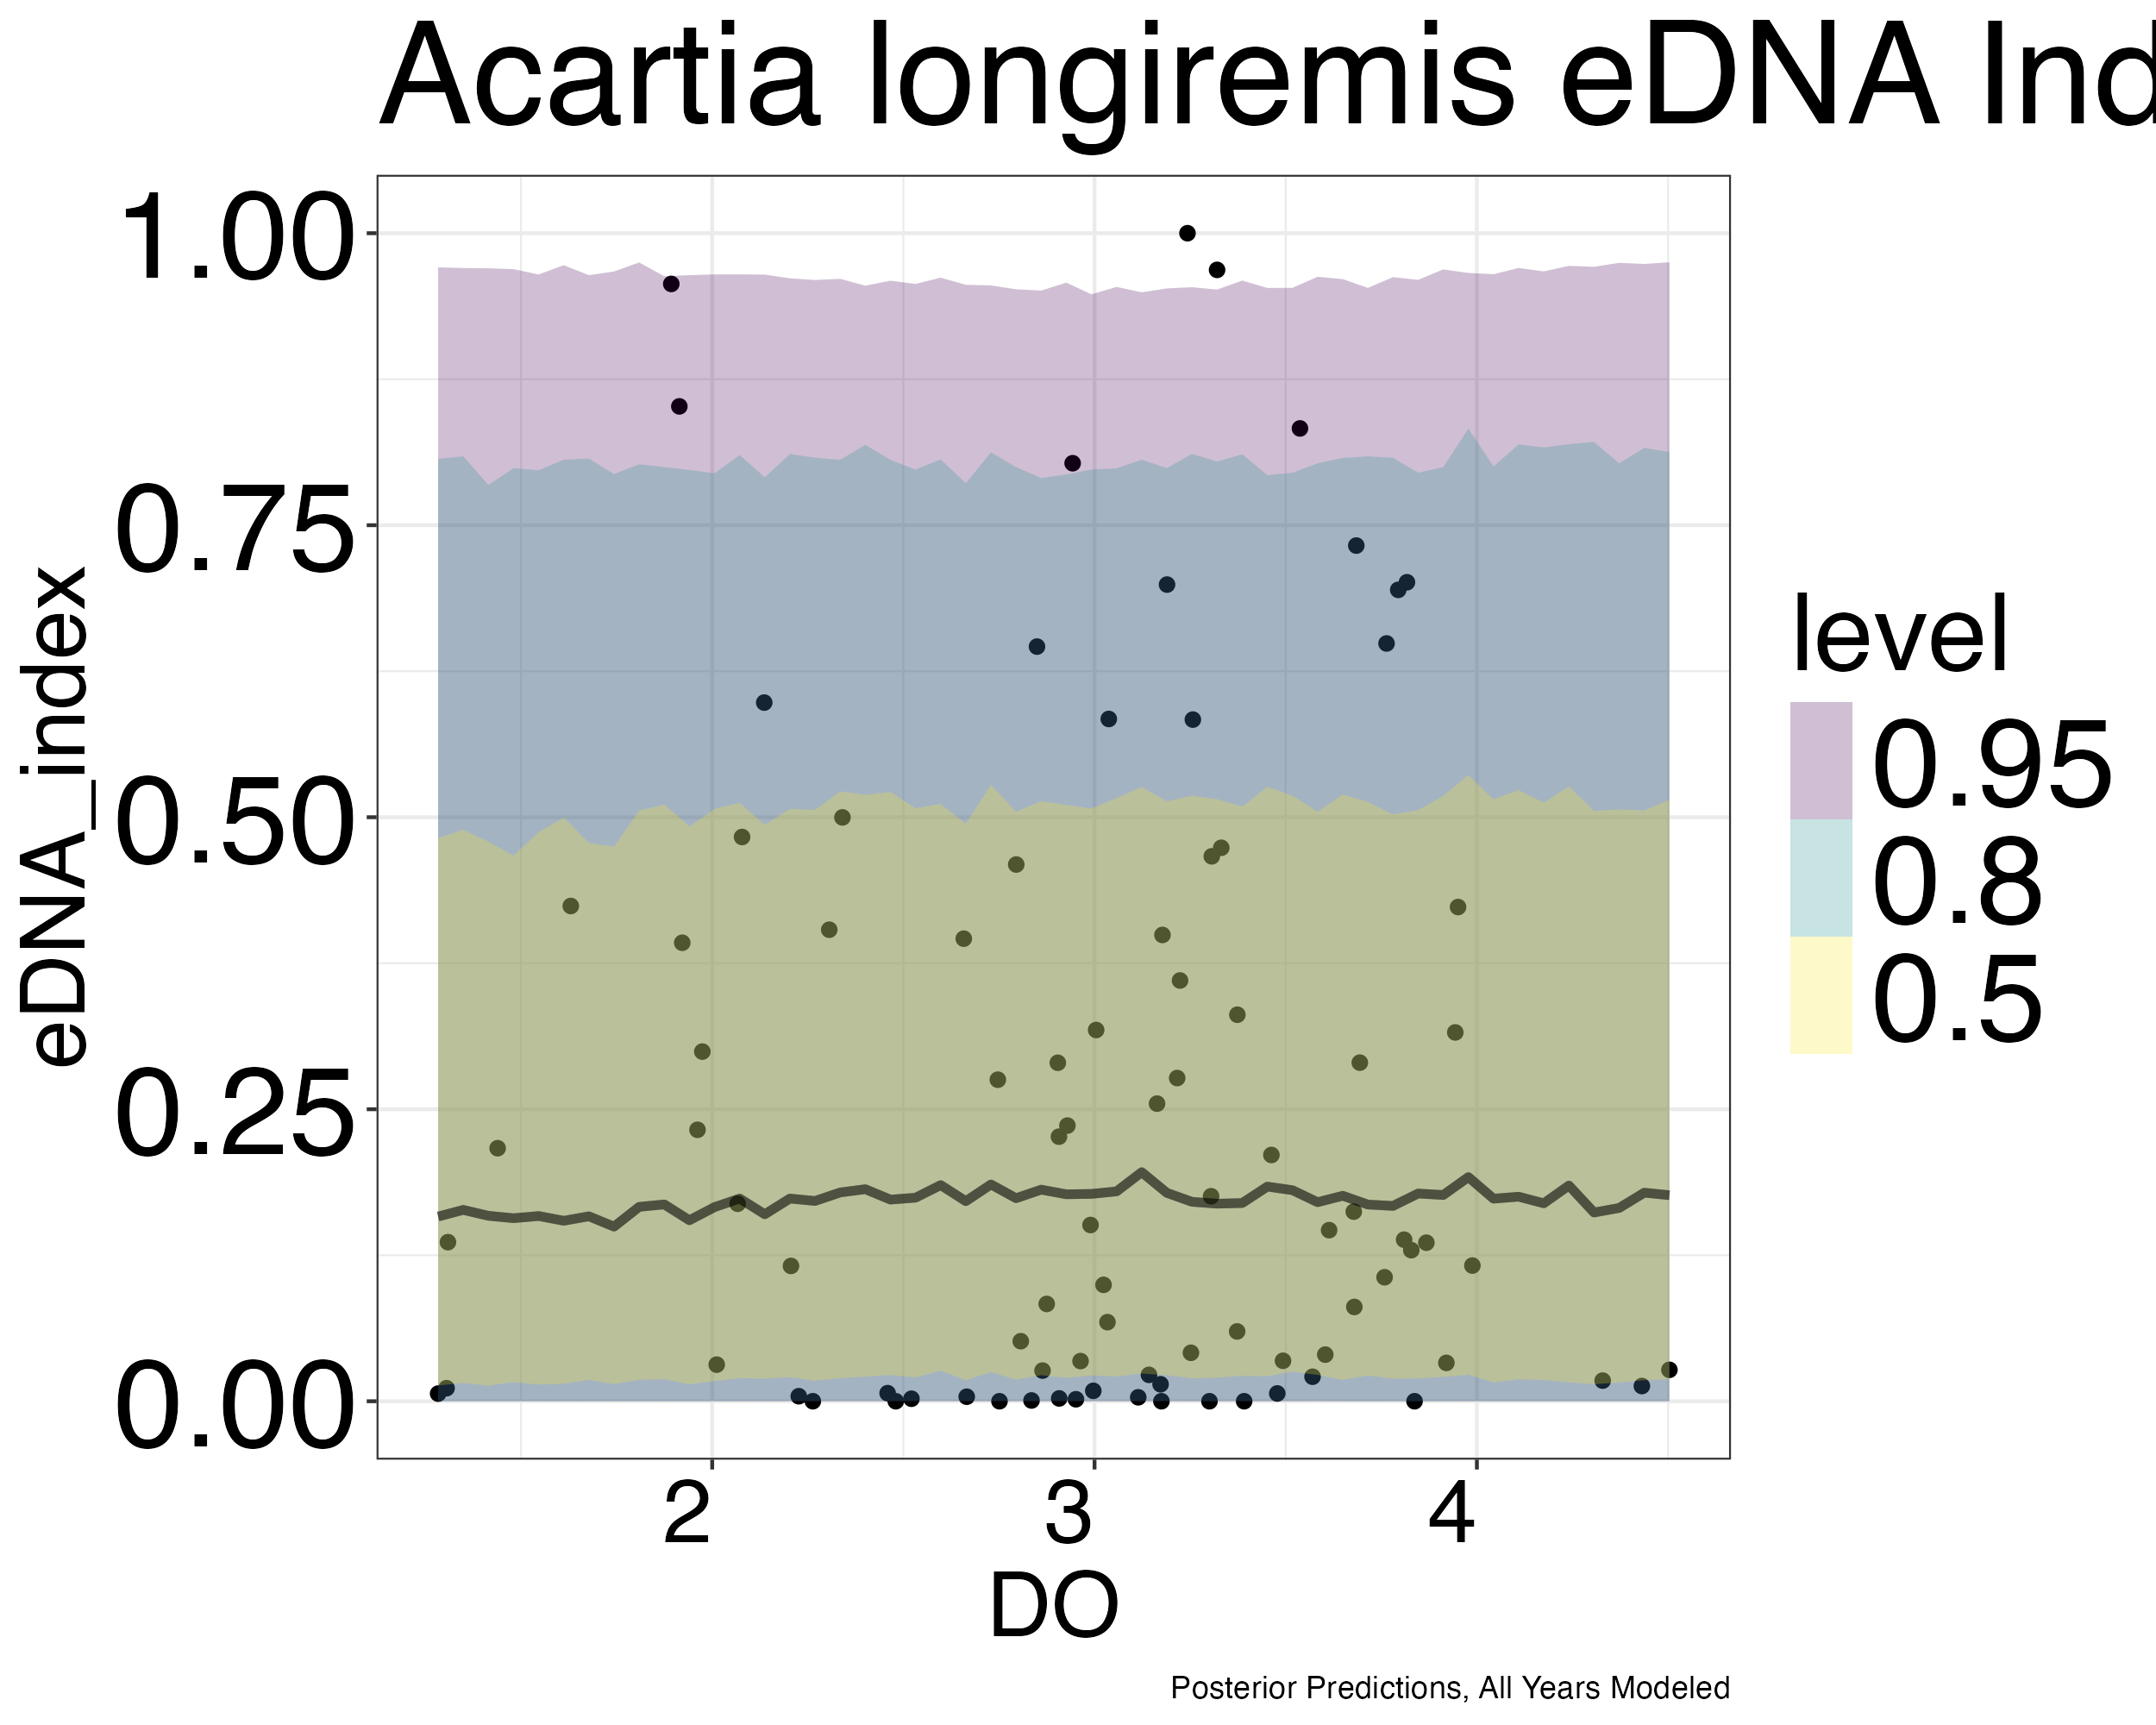 Acartia longiremis eDNA Ind
1.00
0.75
0.50
0.25
0.00
eDNA_index
2 3 4
DO
level
0.95
0.8
0.5
Posterior Predictions, All Years Modeled